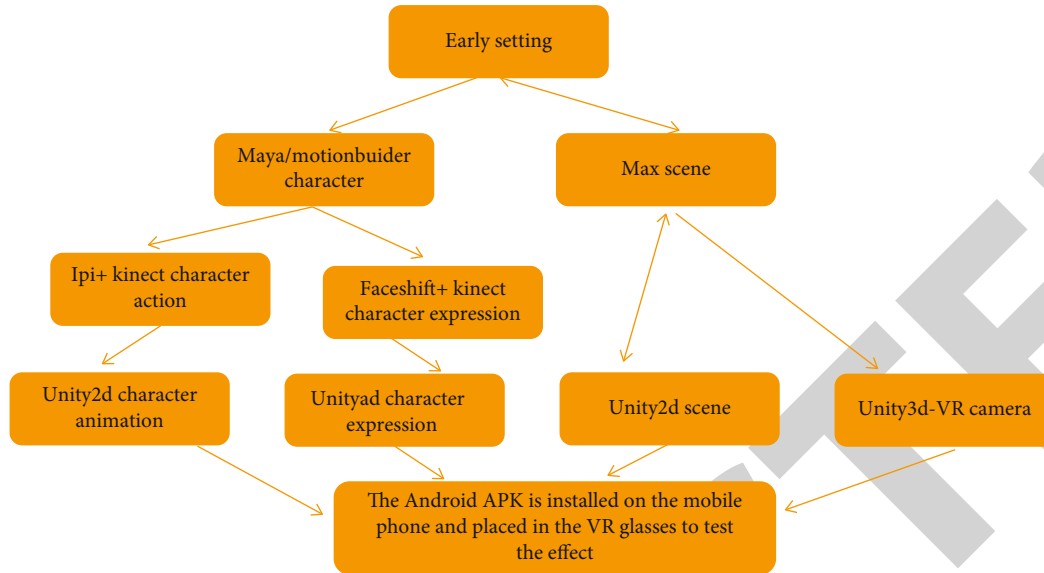 Early setting
Maya/motionbuider
character
Max scene
Ipi+ kinect character
action
Faceshift+ kinect
character expression
Unity2d character
animation
Unityad character
expression
Unity2d scene
Unity3d-VR camera
The Android APK is installed on the mobile
phone and placed in the VR glasses to test
the effect